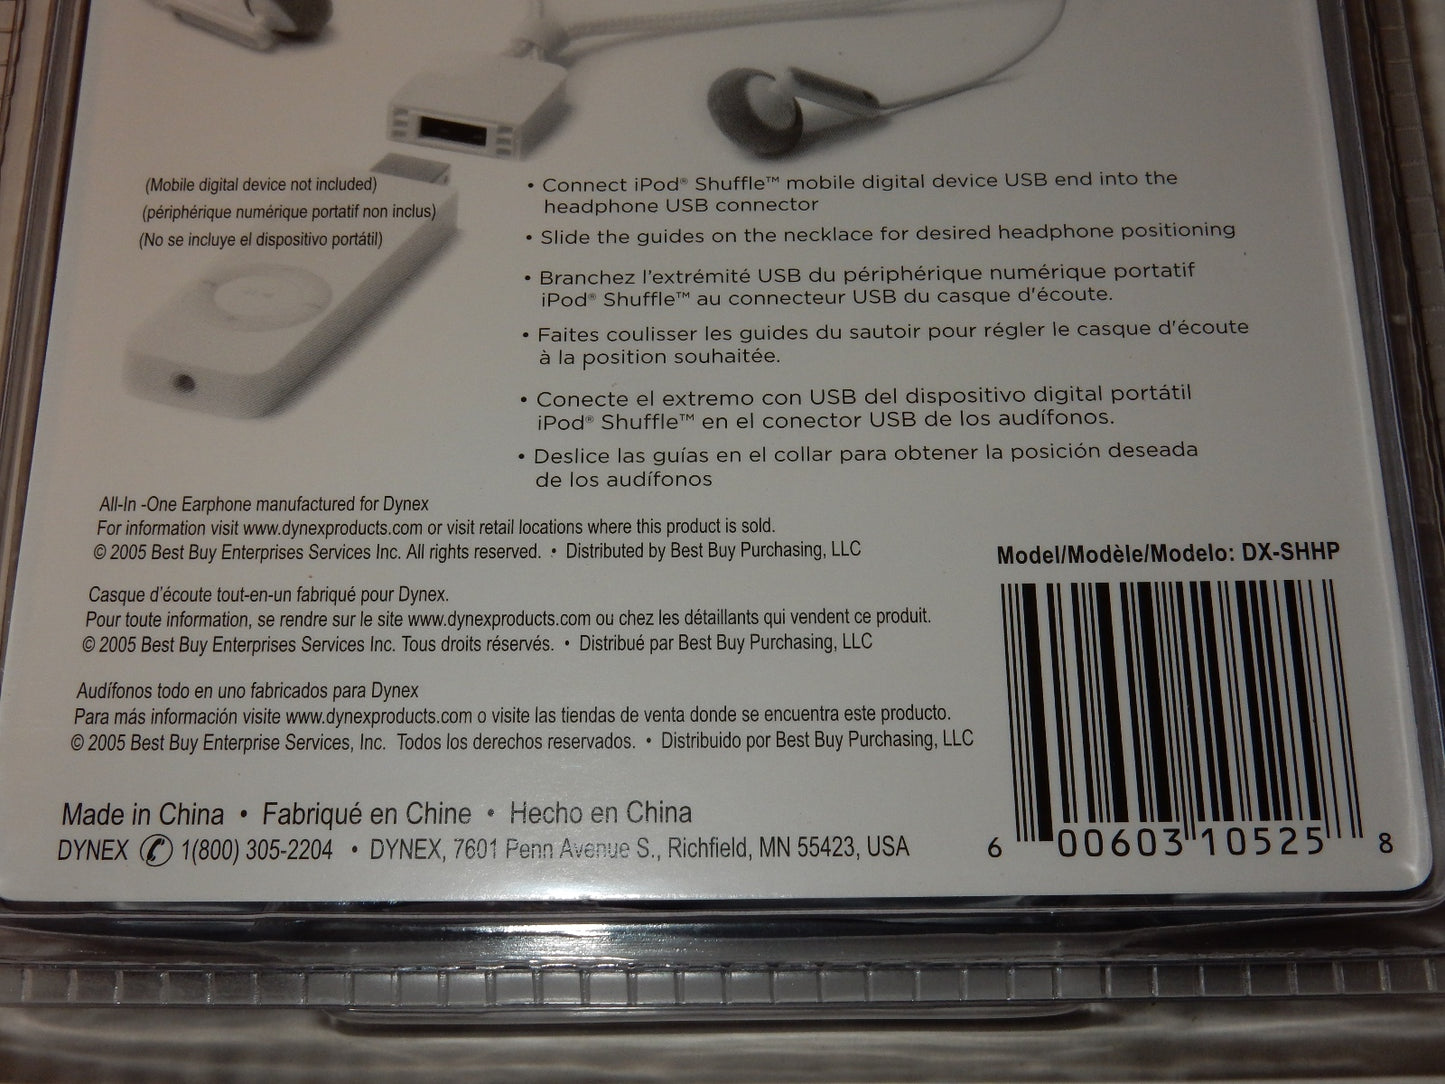 (Mobile digital device not included)
(périphérique numérique portatif non inclus)
(No se incluye el dispositivo portátil)
• Connect iPod® Shuffle™ mobile digital device USB end into the
headphone USB connector
• Slide the guides on the necklace for desired headphone positioning
• Branchez l'extrémité USB du périphérique numérique portatif
iPod® Shuffle™ au connecteur USB du casque d'écoute.
• Faites coulisser les guides du sautoir pour régler le casque d'écoute
à la position souhaitée.
• Conecte el extremo con USB del dispositivo digital portátil
iPod® Shuffle™ en el conector USB de los audífonos.
• Deslice las guías en el collar para obtener la posición deseada
de los audífonos
All-In -One Earphone manufactured for Dynex
For information visit www.dynexproducts.com or visit retail locations where this product is sold.
© 2005 Best Buy Enterprises Services Inc. All rights reserved. • Distributed by Best Buy Purchasing, LLC
Casque d'écoute tout-en-un fabriqué pour Dynex.
Pour toute information, se rendre sur le site www.dynexproducts.com ou chez les détaillants qui vendent ce produit.
© 2005 Best Buy Enterprises Services Inc. Tous droits réservés. • Distribué par Best Buy Purchasing, LLC
Audífonos todo en uno fabricados para Dynex
Para más información visite www.dynexproducts.com o visite las tiendas de venta donde se encuentra este producto.
© 2005 Best Buy Enterprise Services, Inc. Todos los derechos reservados. • Distribuido por Best Buy Purchasing, LLC
Made in China • Fabriqué en Chine • Hecho en China
DYNEX ✆ 1(800) 305-2204 • DYNEX, 7601 Penn Avenue S., Richfield, MN 55423, USA
Model/Modèle/Modelo: DX-SHHP
6 00603 10525 8